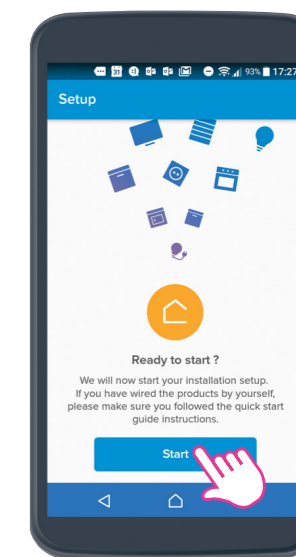 31 93% 17:27
Setup
Ready to start ?
We will now start your installation setup.
If you have wired the products by yourself,
please make sure you followed the quick start
guide instructions.
Start